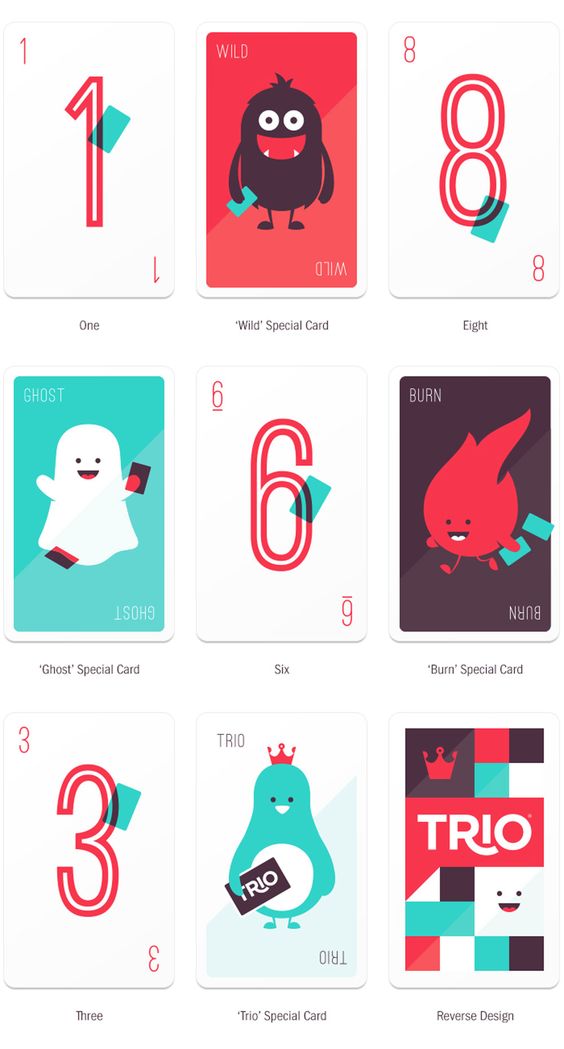 1
1
1
One
WILD
WILD
'Wild' Special Card
8
8
8
Eight
GHOST
GHOST
‘Ghost’ Special Card
6
6
6
Six
BURN
BURN
‘Burn’ Special Card
3
3
3
Three
TRIO
TRIO
TRIO
‘Trio’ Special Card
TRIO®
Reverse Design